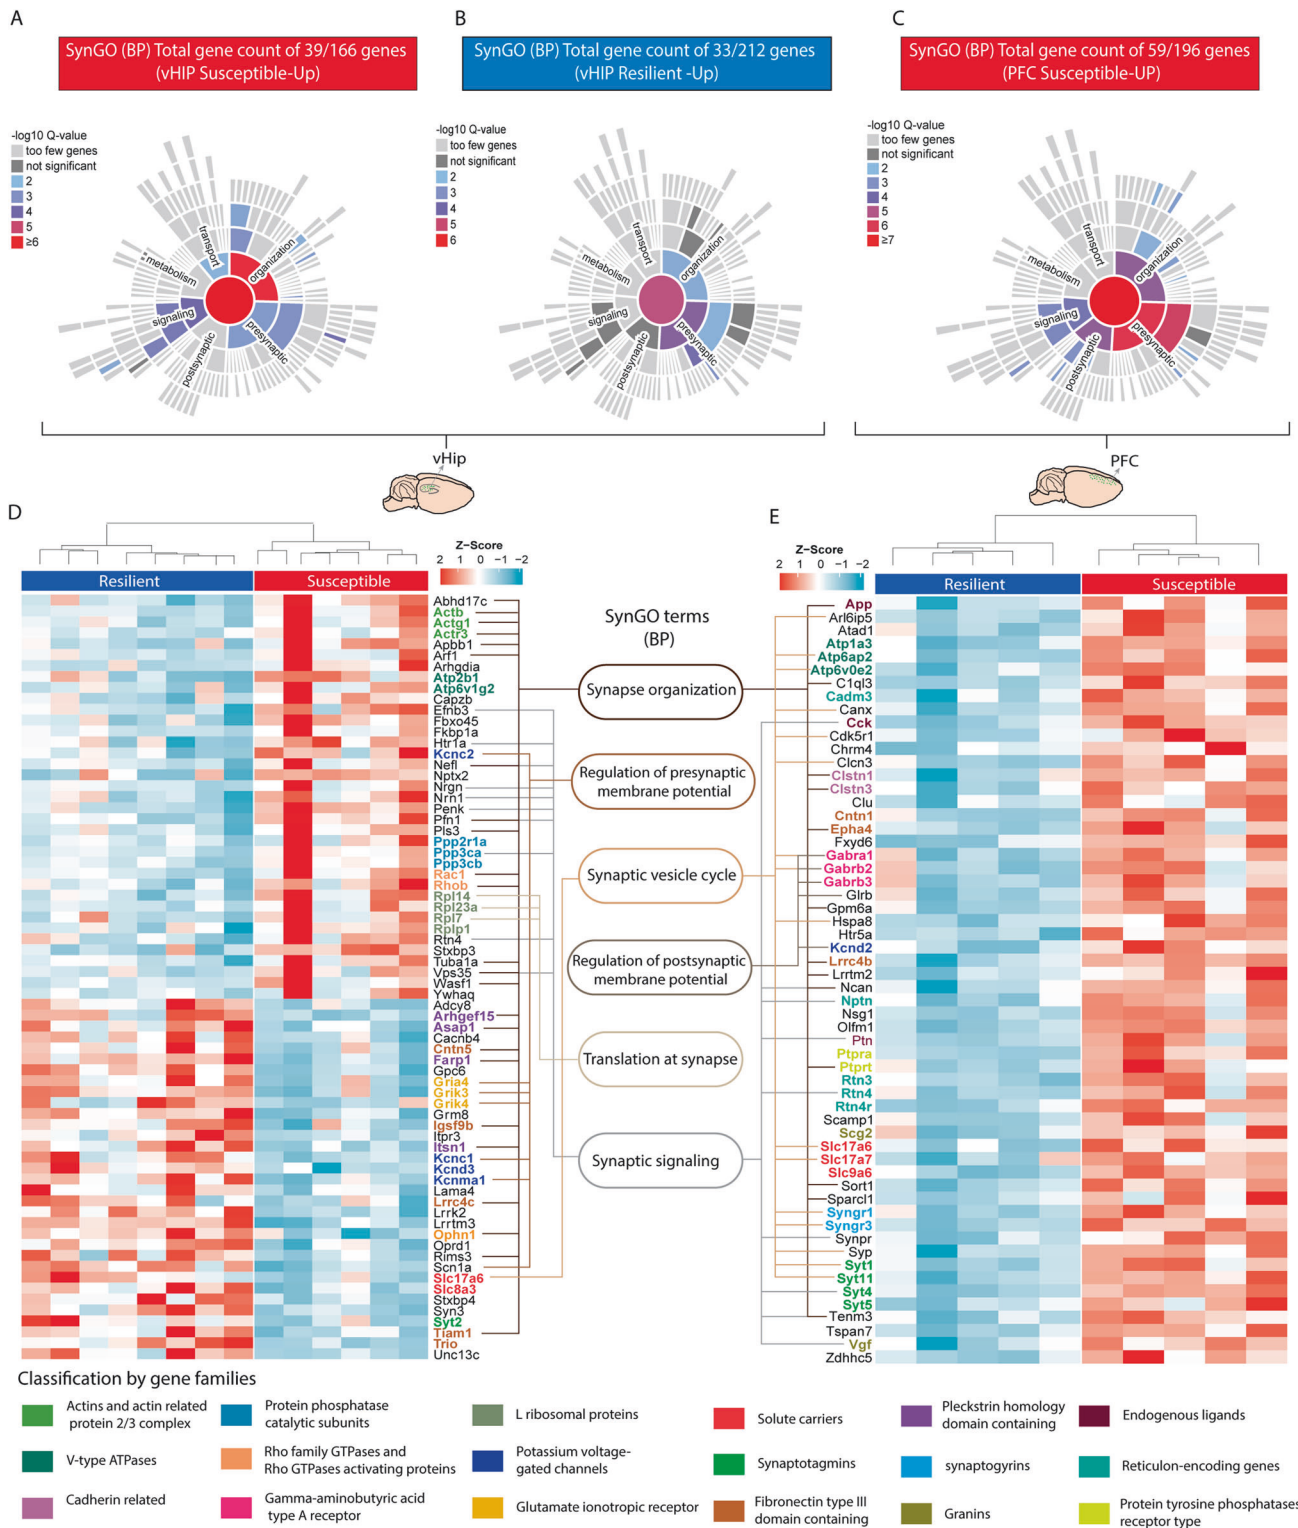 A
B
C
SynGO (BP) Total gene count of 39/166 genes
(vHIP Susceptible-Up)
SynGO (BP) Total gene count of 33/212 genes
(vHIP Resilient -Up)
SynGO (BP) Total gene count of 59/196 genes
(PFC Susceptible-UP)
-log10 Q-value
too few genes
not significant
2
3
4
5
≥6
transport
organization
metabolism
signaling
presynaptic
postsynaptic
-log10 Q-value
too few genes
not significant
2
3
4
5
6
transport
organization
metabolism
signaling
presynaptic
postsynaptic
-log10 Q-value
too few genes
not significant
2
3
4
5
6
≥7
transport
organization
metabolism
signaling
presynaptic
postsynaptic
vHip
PFC
D
Z-Score
2 1 0 −1 −2
Resilient
Susceptible
Abhd17c
Actb
Actg1
Actr3
Apbb1
Arf1
Arhgdia
Atp2b1
Atp6v1g2
Capzb
Efnb3
Fbxo45
Fkbp1a
Htr1a
Kcnc2
Nefl
Nptx2
Nrgn
Nrn1
Penk
Pfn1
Pls3
Ppp2r1a
Ppp3ca
Ppp3cb
Rac1
Rhob
Rpl14
Rpl23a
Rpl7
Rplp1
Rtn4
Stxbp3
Tuba1a
Vps35
Wasf1
Ywhaq
Adcy8
Arhgef15
Asap1
Cacnb4
Cntn5
Farp1
Gpc6
Gria4
Grik3
Grik4
Grm8
Igsf9b
Itpr3
Itsn1
Kcnc1
Kcnd3
Kcnma1
Lama4
Lrrc4c
Lrrk2
Lrrtm3
Ophn1
Oprd1
Rims3
Scn1a
Slc17a6
Slc8a3
Stxbp4
Syn3
Syt2
Tiam1
Trio
Unc13c
SynGO terms
(BP)
Synapse organization
Regulation of presynaptic
membrane potential
Synaptic vesicle cycle
Regulation of postsynaptic
membrane potential
Translation at synapse
Synaptic signaling
E
Z-Score
2 1 0 −1 −2
Resilient
Susceptible
App
Arl6ip5
Atad1
Atp1a3
Atp6ap2
Atp6v0e2
C1ql3
Cadm3
Canx
Cck
Cdk5r1
Chrm4
Clcn3
Clstn1
Clstn3
Clu
Cntn1
Epha4
Fxyd6
Gabra1
Gabrb2
Gabrb3
Glrb
Gpm6a
Hspa8
Htr5a
Kcnd2
Lrrc4b
Lrrtm2
Ncan
Nptn
Nsg1
Olfm1
Ptn
Ptpra
Ptprt
Rtn3
Rtn4
Rtn4r
Scamp1
Scg2
Slc17a6
Slc17a7
Slc9a6
Sort1
Sparcl1
Syngr1
Syngr3
Synpr
Syp
Syt1
Syt11
Syt4
Syt5
Tenm3
Tspan7
Vgf
Zdhhc5
Classification by gene families
Actins and actin related
protein 2/3 complex
Protein phosphatase
catalytic subunits
L ribosomal proteins
Solute carriers
Pleckstrin homology
domain containing
Endogenous ligands
V-type ATPases
Rho family GTPases and
Rho GTPases activating proteins
Potassium voltage-
gated channels
Synaptotagmins
synaptogyrins
Reticulon-encoding genes
Cadherin related
Gamma-aminobutyric acid
type A receptor
Glutamate ionotropic receptor
Fibronectin type III
domain containing
Granins
Protein tyrosine phosphatases
receptor type